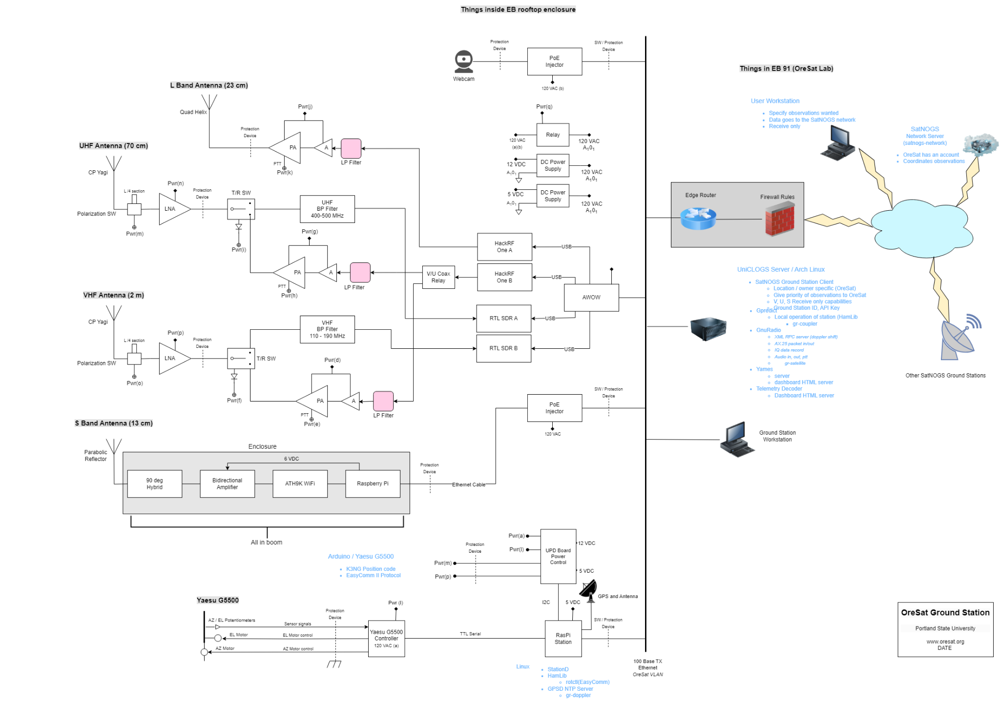 Things inside EB rooftop enclosure
Protection
Device
SW / Protection
Device
PoE
Injector
Webcam
120 VAC (b)
Things in EB 91 (OreSat Lab)
L Band Antenna (23 cm)
Quad Helix
Pwr(j)
Protection
Device
PA
A
PTT
Pwr(k)
LP Filter
Pwr(q)
Relay
120 VAC
(a)(b)
120 VAC
A101
DC Power
Supply
12 VDC
A101
120 VAC
A101
DC Power
Supply
5 VDC
A101
120 VAC
A101
User Workstation
• Specify observations wanted
• Data goes to the SatNOGS network
• Receive only
SatNOGS
Network Server
(satnogs-network)
• OreSat has an account
• Coordinates observations
UHF Antenna (70 cm)
CP Yagi
L /4 section
Polarization SW
Pwr(m)
Pwr(n)
LNA
Protection
Device
T/R SW
Pwr(i)
UHF
BP Filter
400-500 MHz
Pwr(g)
PA
A
PTT
Pwr(h)
LP Filter
V/U Coax
Relay
HackRF
One A
USB
HackRF
One B
USB
AWOW
RTL SDR A
USB
RTL SDR B
USB
Edge Router
Firewall Rules
UniCLOGS Server / Arch Linux
• SatNOGS Ground Station Client
○ Location / owner specific (OreSat)
○ Give priority of observations to OreSat
○ V, U, S Receive only capabilities
○ Ground Station ID, API Key
• Gpredict
○ Local operation of station (HamLib
▪ gr-coupler
• GnuRadio
○ XML RPC server (doppler shift)
○ AX.25 packet in/out
○ IQ data record
○ Audio in, out, ptt
○ gr-satellite
• Yames
○ server
○ dashboard HTML server
• Telemetry Decoder
○ Dashboard HTML server
Other SatNOGS Ground Stations
VHF Antenna (2 m)
CP Yagi
L /4 section
Polarization SW
Pwr(o)
Pwr(p)
LNA
Protection
Device
T/R SW
Pwr(f)
VHF
BP Filter
110 - 190 MHz
Pwr(d)
PA
A
PTT
Pwr(e)
LP Filter
SW / Protection
Device
PoE
Injector
120 VAC
Ground Station
Workstation
S Band Antenna (13 cm)
Parabolic
Reflector
Enclosure
6 VDC
90 deg
Hybrid
Bidirectional
Amplifier
ATH9K WiFi
Raspberry Pi
Protection
Device
Ethernet Cable
All in boom
Arduino / Yaesu G5500
• K3NG Position code
• EasyComm II Protocol
Protection
Device
Pwr(a)
Pwr(l)
Pwr(m)
Pwr(p)
UPD Board
Power
Control
12 VDC
5 VDC
I2C
5 VDC
GPS and Antenna
Yaesu G5500
AZ / EL Potentiometers
EL Motor
AZ Motor
Sensor signals
EL Motor control
AZ Motor control
Protection
Device
Pwr (l)
Yaesu G5500
Controller
120 VAC (a)
TTL Serial
RasPi
Station
SW / Protection
Device
Linux
• StationD
• HamLib
○ rotctl(EasyComm)
• GPSD NTP Server
○ gr-doppler
100 Base TX
Ethernet
OreSat VLAN
OreSat Ground Station
Portland State University
www.oresat.org
DATE